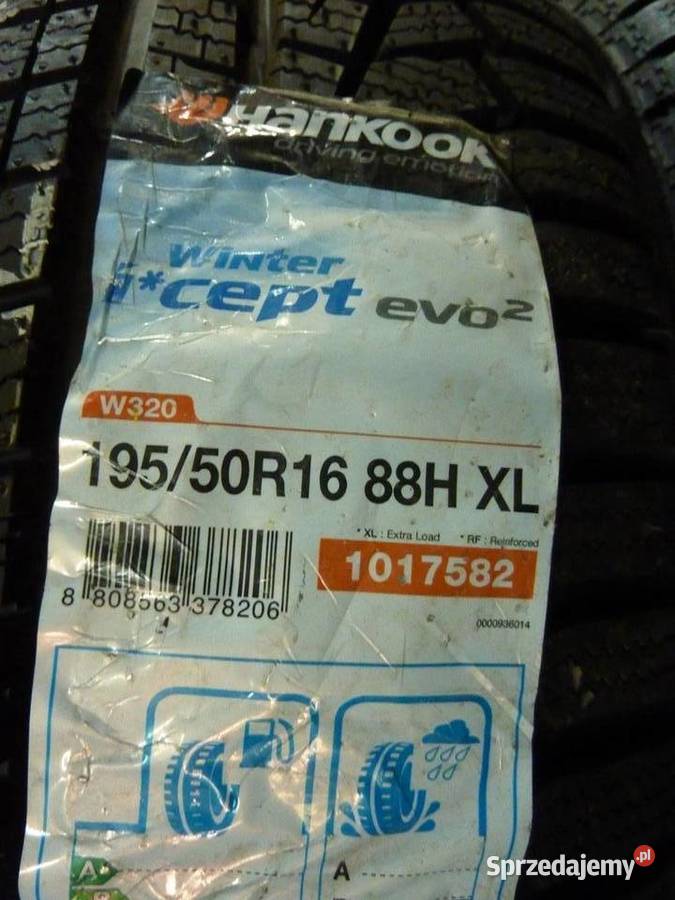 Hankook
driving emotion
Winter
i*cept evo2
W320
195/50R16 88H XL
* XL : Extra Load * RF : Reinforced
1017582
8 808563 378206
0000936014
A A
B
Sprzedajemy.pl